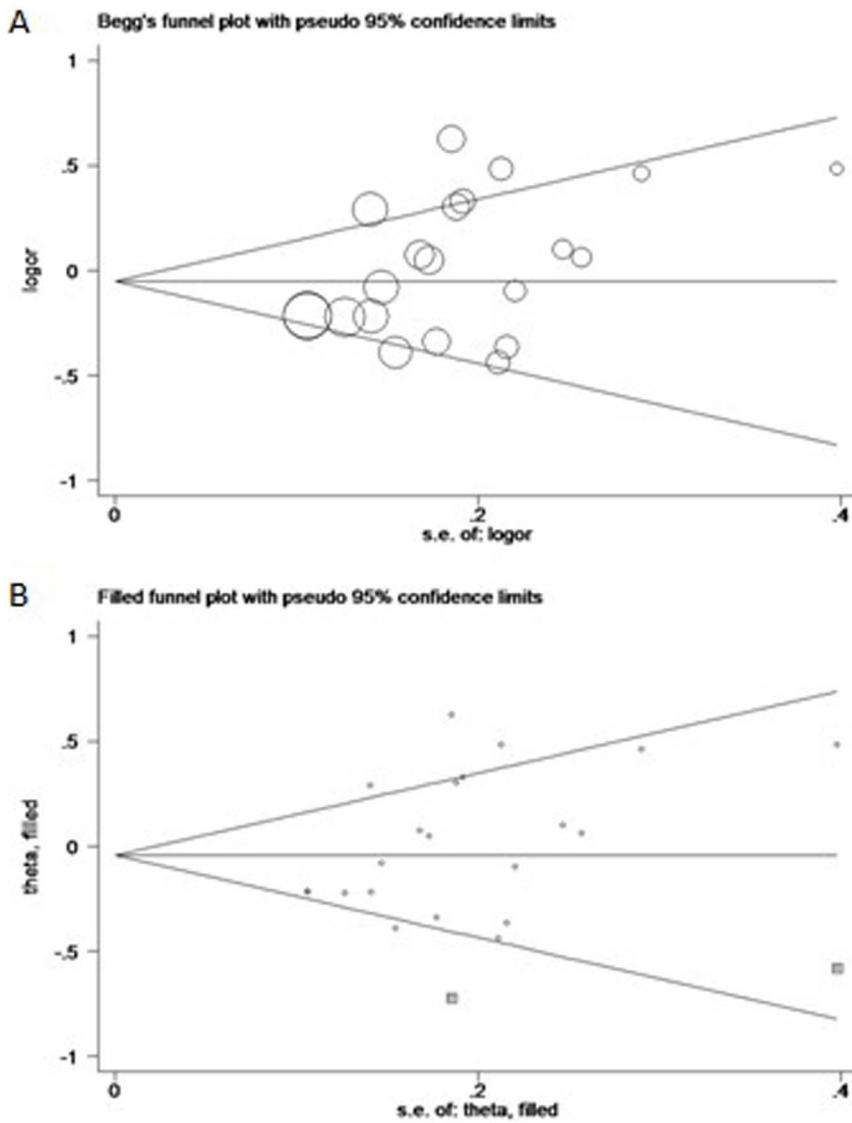 A
Begg's funnel plot with pseudo 95% confidence limits
1
.5
0
-.5
-1
logor
0 .2 .4
s.e. of: logor
B
Filled funnel plot with pseudo 95% confidence limits
1
.5
0
-.5
-1
theta, filled
0 .2 .4
s.e. of: theta, filled